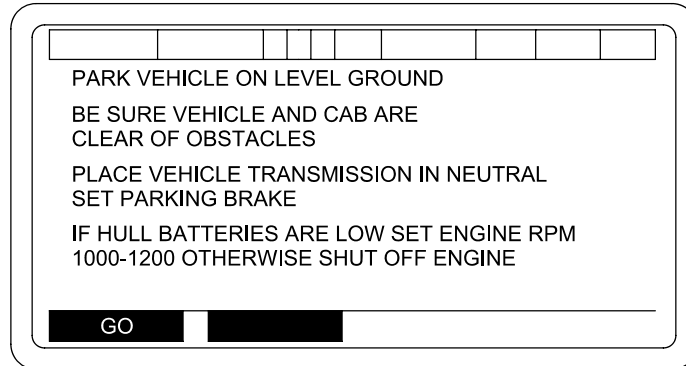 PARK VEHICLE ON LEVEL GROUND
BE SURE VEHICLE AND CAB ARE
CLEAR OF OBSTACLES
PLACE VEHICLE TRANSMISSION IN NEUTRAL
SET PARKING BRAKE
IF HULL BATTERIES ARE LOW SET ENGINE RPM
1000-1200 OTHERWISE SHUT OFF ENGINE
GO